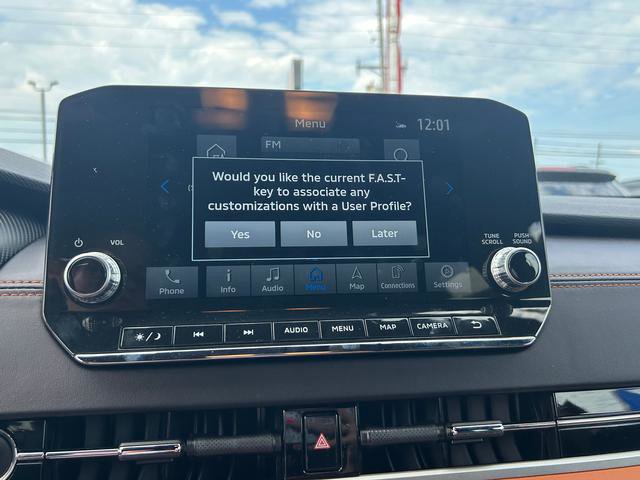 Menu
12:01
FM
Would you like the current F.A.S.T-
key to associate any
customizations with a User Profile?
Yes No Later
VOL
TUNE
SCROLL
PUSH
SOUND
Phone Info Audio Menu Map Connections Settings
AUDIO MENU MAP CAMERA